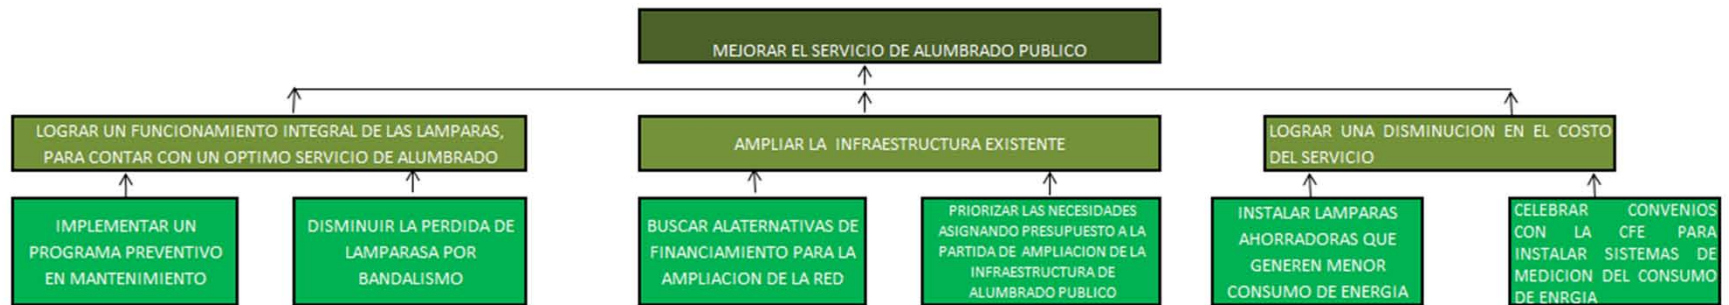 MEJORAR EL SERVICIO DE ALUMBRADO PUBLICO
LOGRAR UN FUNCIONAMIENTO INTEGRAL DE LAS LAMPARAS,
PARA CONTAR CON UN OPTIMO SERVICIO DE ALUMBRADO
AMPLIAR LA INFRAESTRUCTURA EXISTENTE
LOGRAR UNA DISMINUCION EN EL COSTO
DEL SERVICIO
IMPLEMENTAR UN
PROGRAMA PREVENTIVO
EN MANTENIMIENTO
DISMINUIR LA PERDIDA DE
LAMPARASA POR
BANDALISMO
BUSCAR ALATERNATIVAS DE
FINANCIAMIENTO PARA LA
AMPLIACION DE LA RED
PRIORIZAR LAS NECESIDADES
ASIGNANDO PRESUPUESTO A LA
PARTIDA DE AMPLIACION DE LA
INFRAESTRUCTURA DE
ALUMBRADO PUBLICO
INSTALAR LAMPARAS
AHORRADORAS QUE
GENEREN MENOR
CONSUMO DE ENERGIA
CELEBRAR CONVENIOS
CON LA CFE PARA
INSTALAR SISTEMAS DE
MEDICION DEL CONSUMO
DE ENRGIA